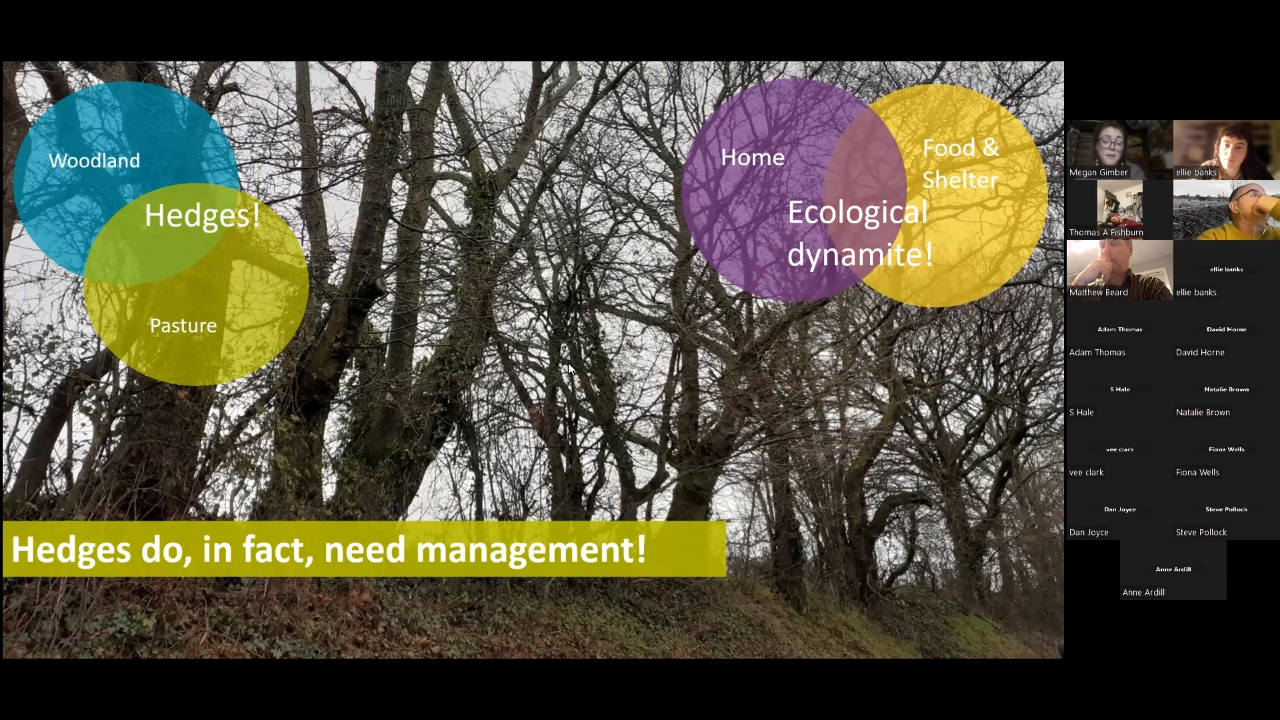 Woodland
Hedges!
Pasture
Home
Food &
Shelter
Ecological
dynamite!
Hedges do, in fact, need management!
Megan Gimber
ellie banks
Thomas A Fishburn
Matthew Beard
ellie banks
ellie banks
Adam Thomas
David Horne
Adam Thomas
David Horne
S Hale
Natalie Brown
S Hale
Natalie Brown
vee clark
Fiona Wells
vee clark
Fiona Wells
Dan Joyce
Steve Pollock
Dan Joyce
Steve Pollock
Anne Ardill
Anne Ardill